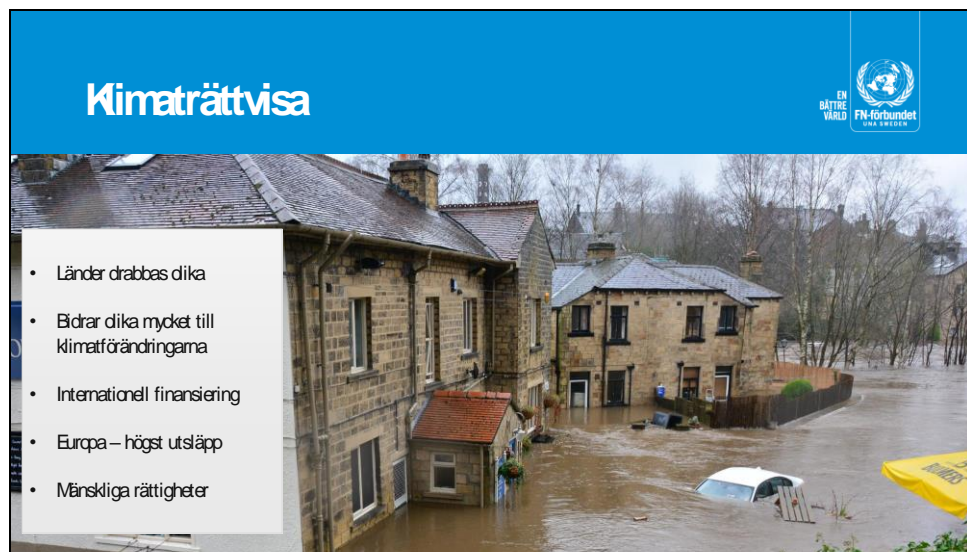 Klimaträttvisa
EN
BÄTTRE
VÄRLD
FN-förbundet
UNA SWEDEN
• Länder drabbas olika
• Bidrar olika mycket till
klimatförändringarna
• Internationell finansiering
• Europa – högst utsläpp
• Mänskliga rättigheter